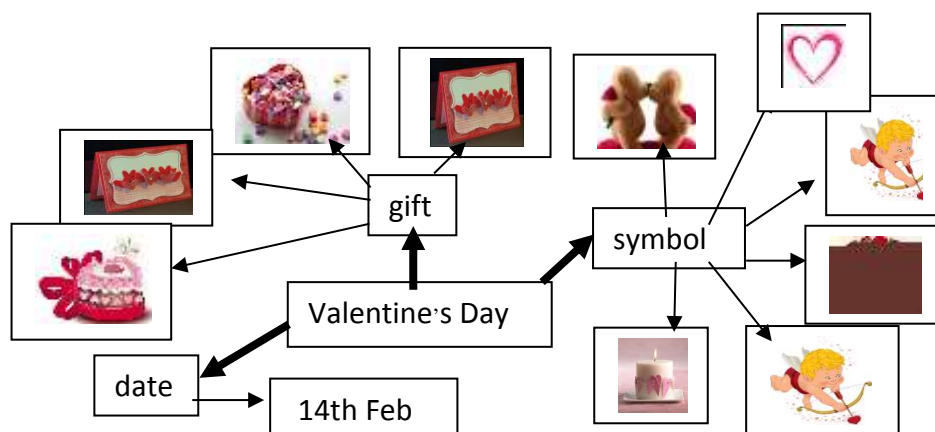 gift
symbol
Valentine’s Day
date
14th Feb